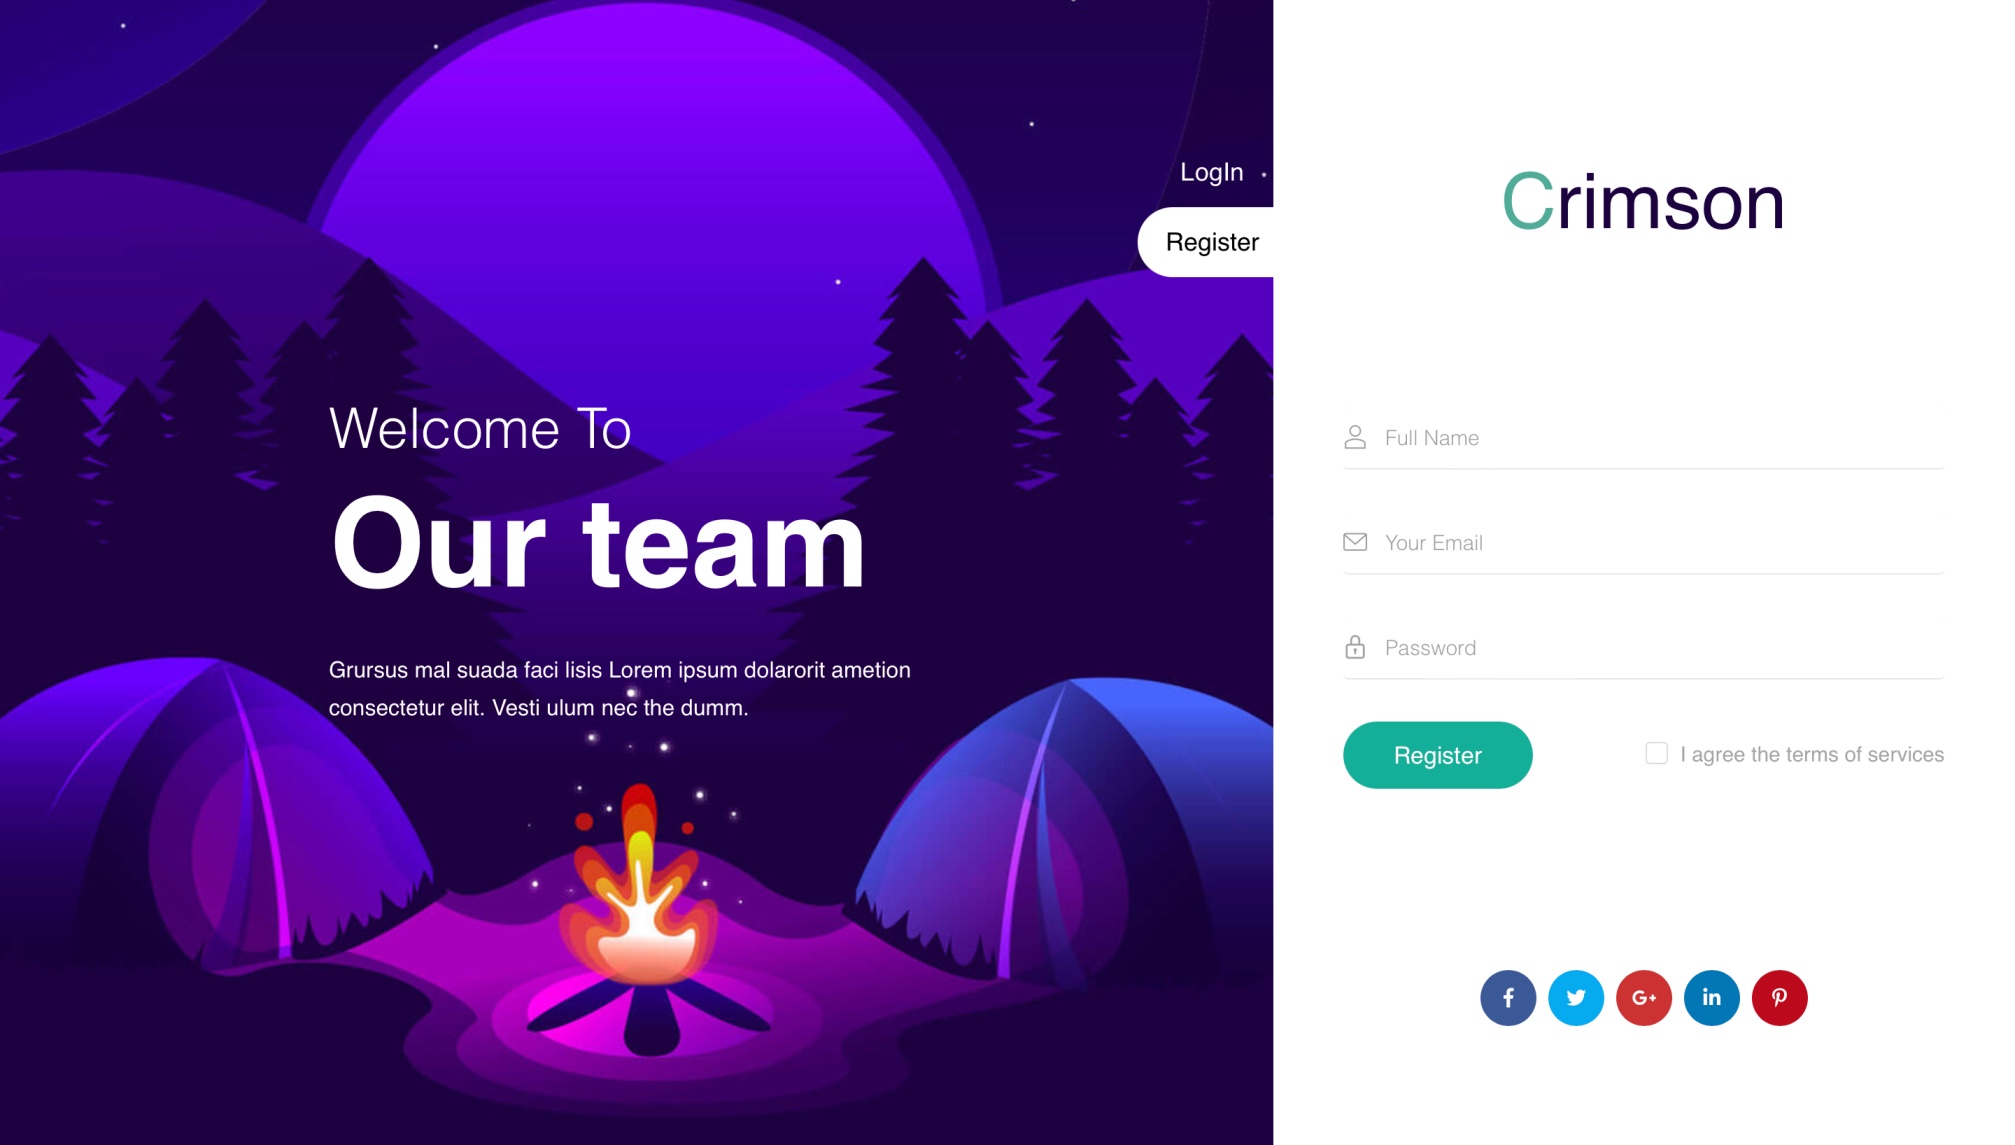 LogIn
Register
Welcome To
Our team
Grursus mal suada faci lisis Lorem ipsum dolarorit ametion
consectetur elit. Vesti ulum nec the dumm.
Crimson
Full Name
Your Email
Password
Register
I agree the terms of services
f
G+
in